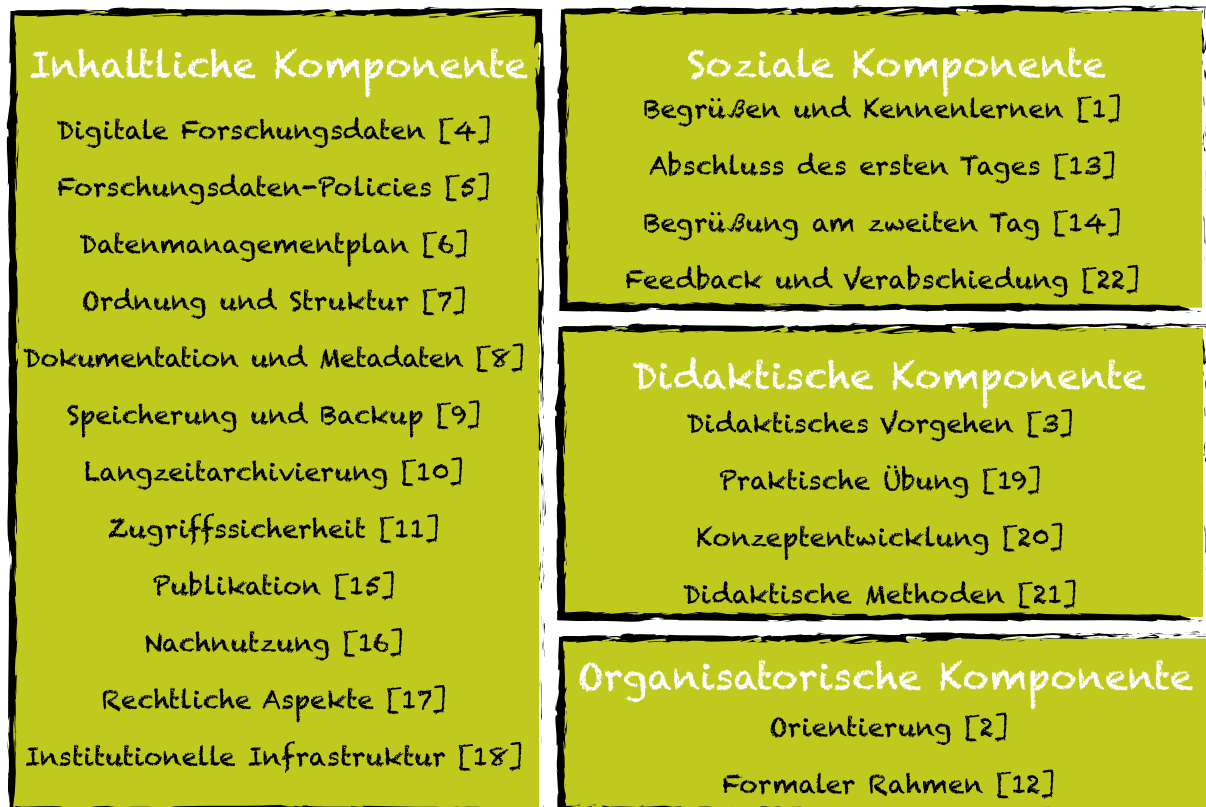 Inhaltliche Komponente
Digitale Forschungsdaten [4]
Forschungsdaten-Policies [5]
Datenmanagementplan [6]
Ordnung und Struktur [7]
Dokumentation und Metadaten [8]
Speicherung und Backup [9]
Langzeitarchivierung [10]
Zugriffssicherheit [11]
Publikation [15]
Nachnutzung [16]
Rechtliche Aspekte [17]
Institutionelle Infrastruktur [18]
Soziale Komponente
Begrüßen und Kennenlernen [1]
Abschluss des ersten Tages [13]
Begrüßung am zweiten Tag [14]
Feedback und Verabschiedung [22]
Didaktische Komponente
Didaktisches Vorgehen [3]
Praktische Übung [19]
Konzeptentwicklung [20]
Didaktische Methoden [21]
Organisatorische Komponente
Orientierung [2]
Formaler Rahmen [12]